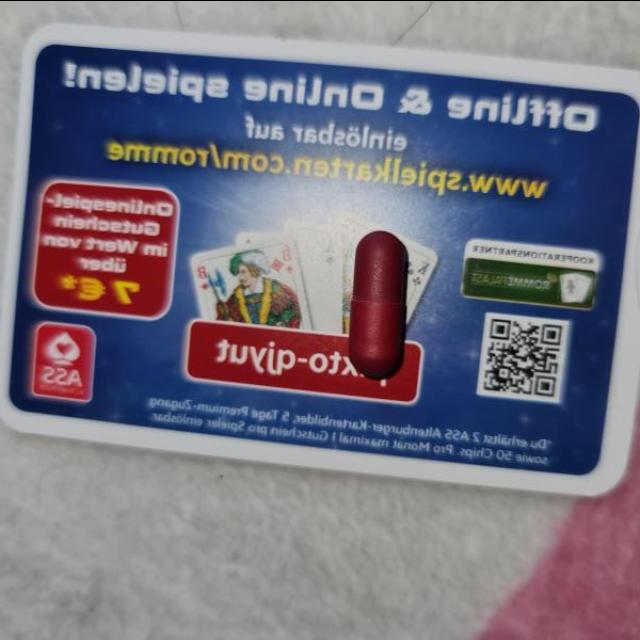 Offline & Online spielen!
einlösbar auf
www.spielkarten.com/romme
Onlinespiel-
Gutschein
im Wert von
über
7 €*
KOOPERATIONSPARTNER
B
A
xto-qjyut
ASS
*Du erhältst 2 ASS Altenburger-Kartenbilder, 5 Tage Premium-Zugang
sowie 50 Chips. Pro Monat maximal 1 Gutschein pro Spieler einlösbar.